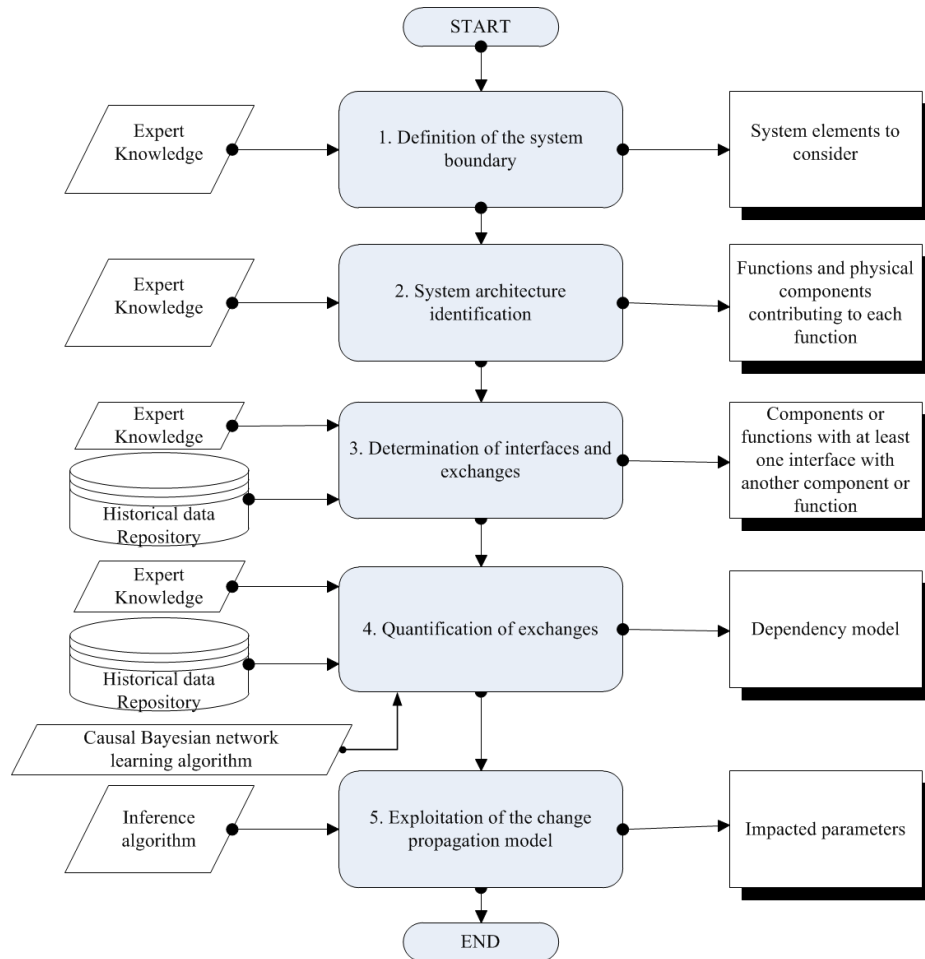 START
Expert
Knowledge
1. Definition of the system
boundary
System elements to
consider
Expert
Knowledge
2. System architecture
identification
Functions and physical
components
contributing to each
function
Expert
Knowledge
Historical data
Repository
3. Determination of interfaces and
exchanges
Components or
functions with at least
one interface with
another component or
function
Expert
Knowledge
Historical data
Repository
Causal Bayesian network
learning algorithm
4. Quantification of exchanges
Dependency model
Inference
algorithm
5. Exploitation of the change
propagation model
Impacted parameters
END